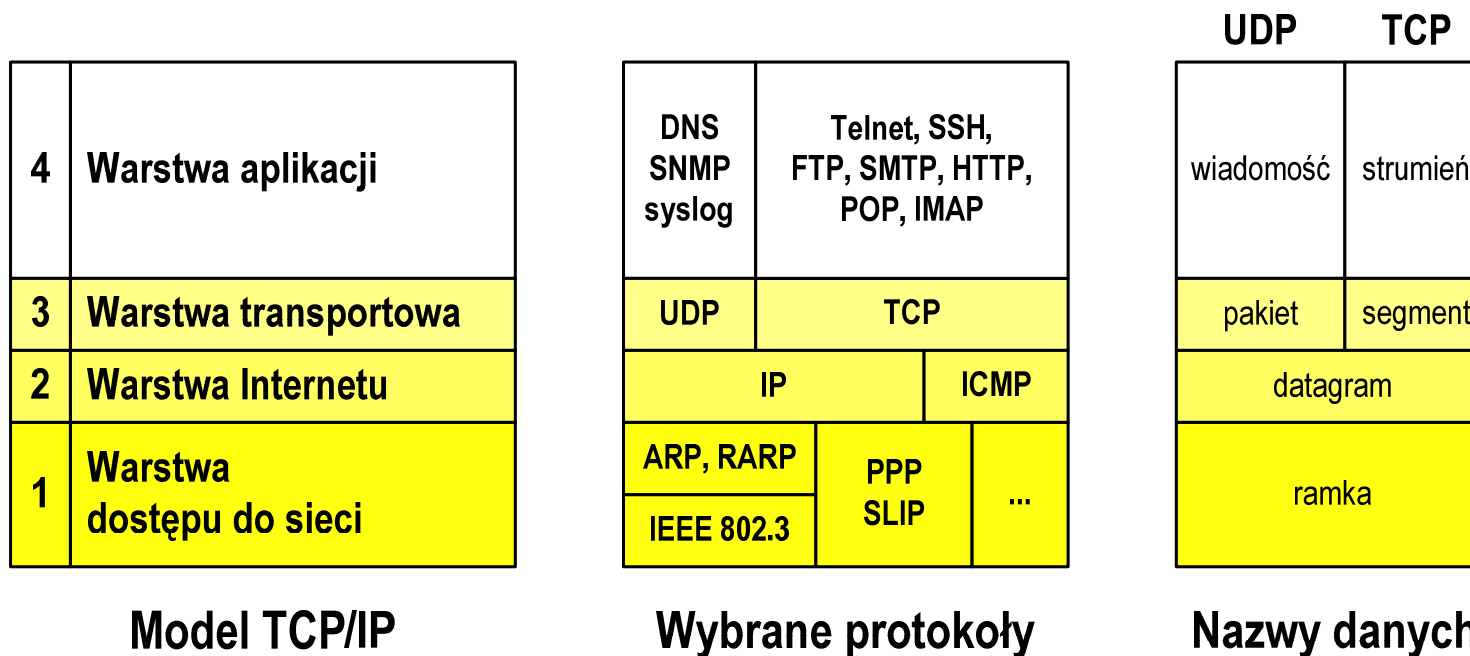 UDP TCP
4 Warstwa aplikacji
3 Warstwa transportowa
2 Warstwa Internetu
1 Warstwa
dostępu do sieci
Model TCP/IP
DNS
SNMP
syslog
Telnet, SSH,
FTP, SMTP, HTTP,
POP, IMAP
UDP
TCP
IP
ICMP
ARP, RARP
IEEE 802.3
PPP
SLIP
...
Wybrane protokoły
wiadomość
strumień
pakiet
segment
datagram
ramka
Nazwy danych